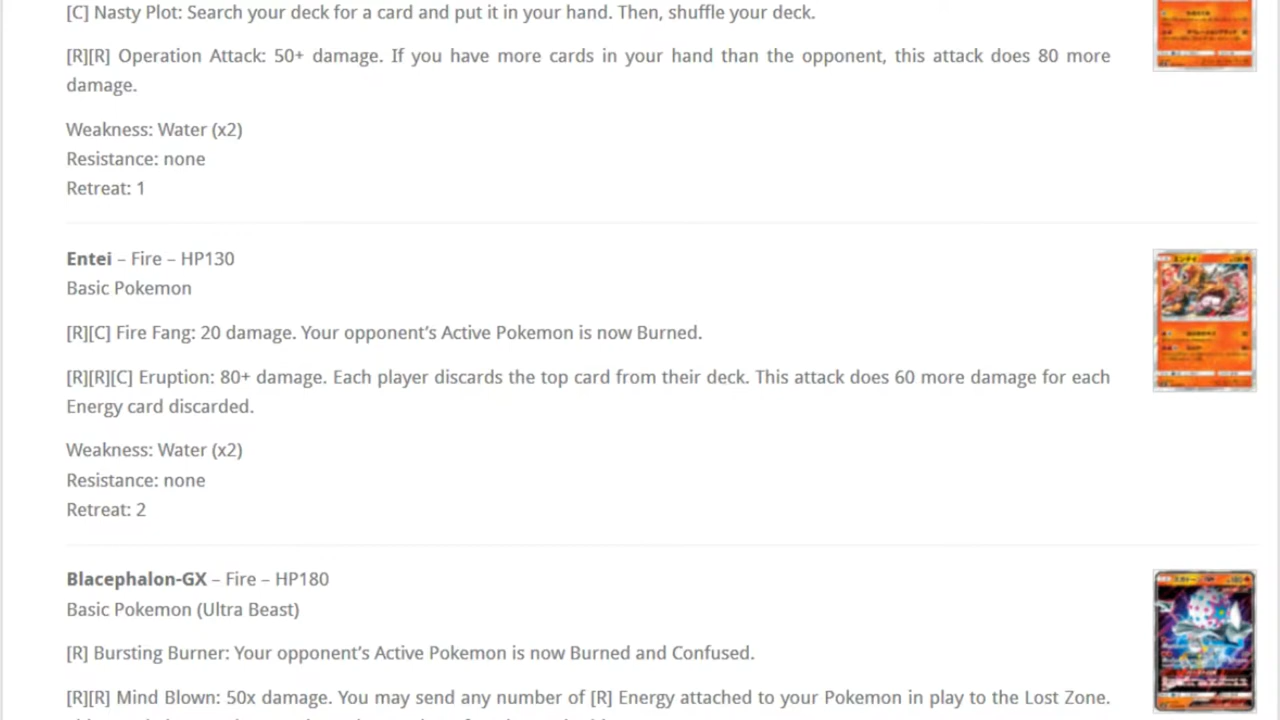 [C] Nasty Plot: Search your deck for a card and put it in your hand. Then, shuffle your deck.
[R][R] Operation Attack: 50+ damage. If you have more cards in your hand than the opponent, this attack does 80 more
damage.
Weakness: Water (x2)
Resistance: none
Retreat: 1
Entei – Fire – HP130
Basic Pokemon
[R][C] Fire Fang: 20 damage. Your opponent’s Active Pokemon is now Burned.
[R][R][C] Eruption: 80+ damage. Each player discards the top card from their deck. This attack does 60 more damage for each
Energy card discarded.
Weakness: Water (x2)
Resistance: none
Retreat: 2
Blacephalon-GX – Fire – HP180
Basic Pokemon (Ultra Beast)
[R] Bursting Burner: Your opponent’s Active Pokemon is now Burned and Confused.
[R][R] Mind Blown: 50x damage. You may send any number of [R] Energy attached to your Pokemon in play to the Lost Zone.